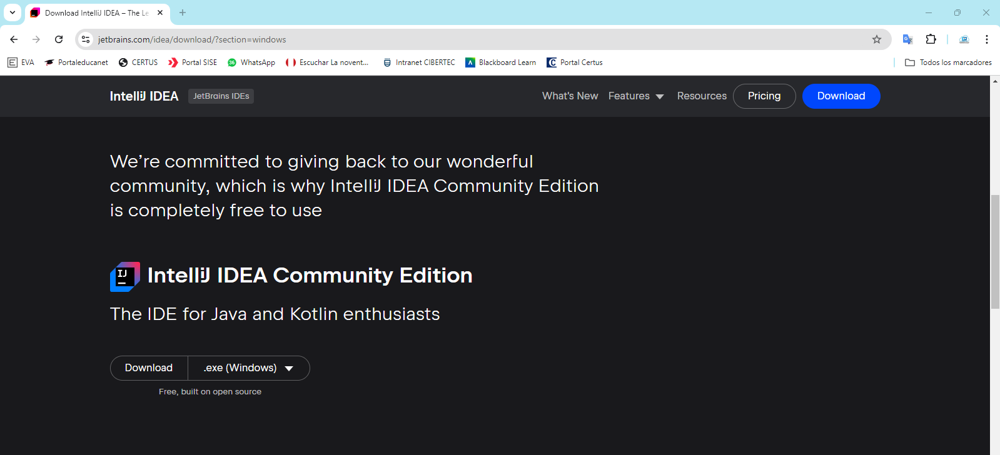 Download IntelliJ IDEA – The Le
jetbrains.com/idea/download/?section=windows
EVA
Portaleducanet
CERTUS
Portal SISE
36
WhatsApp
Escuchar La novent...
Intranet CIBERTEC
Blackboard Learn
Portal Certus
Todos los marcadores
IntelliJ IDEA
JetBrains IDEs
What's New
Features
Resources
Pricing
Download
We’re committed to giving back to our wonderful
community, which is why IntelliJ IDEA Community Edition
is completely free to use
IJ
IntelliJ IDEA Community Edition
The IDE for Java and Kotlin enthusiasts
Download
.exe (Windows)
Free, built on open source